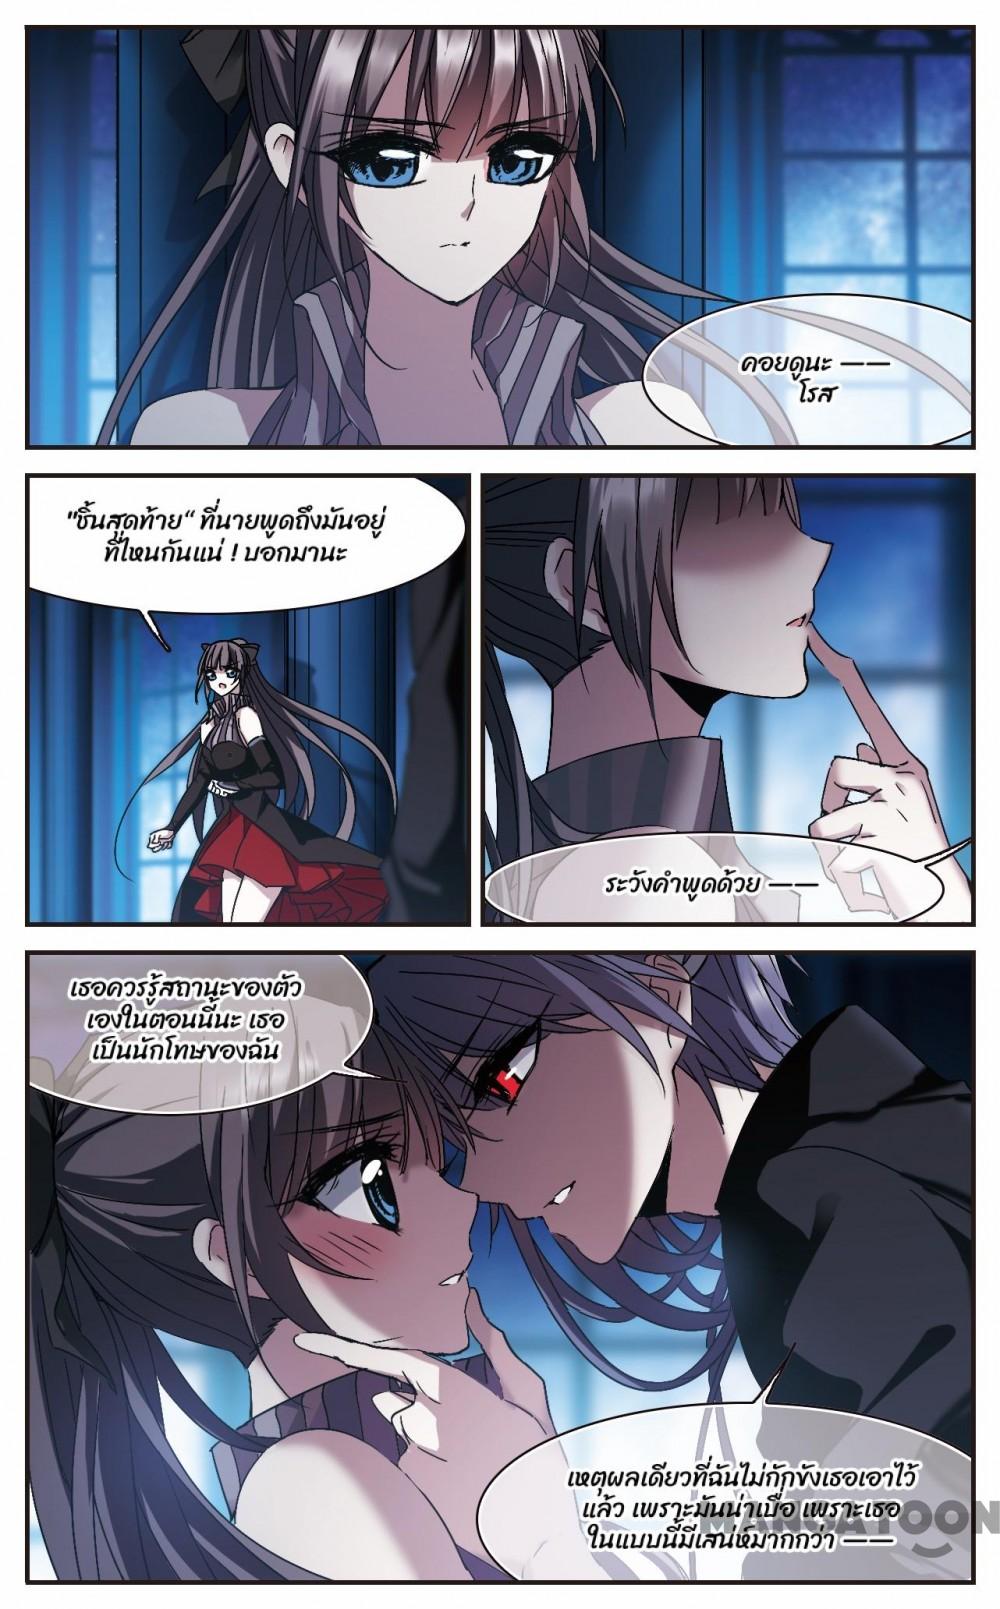 คอยดูนะ ——
โรส
"ชิ้นสุดท้าย“ ที่นายพูดถึงมันอยู่
ที่ไหนกันแน่ ! บอกมานะ
ระวังคำพูดด้วย ——
เธอควรรู้สถานะของตัว
เองในตอนนี้นะ เธอ
เป็นนักโทษของฉัน
เหตุผลเดียวที่ฉันไม่กักขังเธอเอาไว้
แล้ว เพราะมันน่าเบื่อ เพราะเธอ
ในแบบนี้มีเสน่ห์มากกว่า ——
MANGATOON